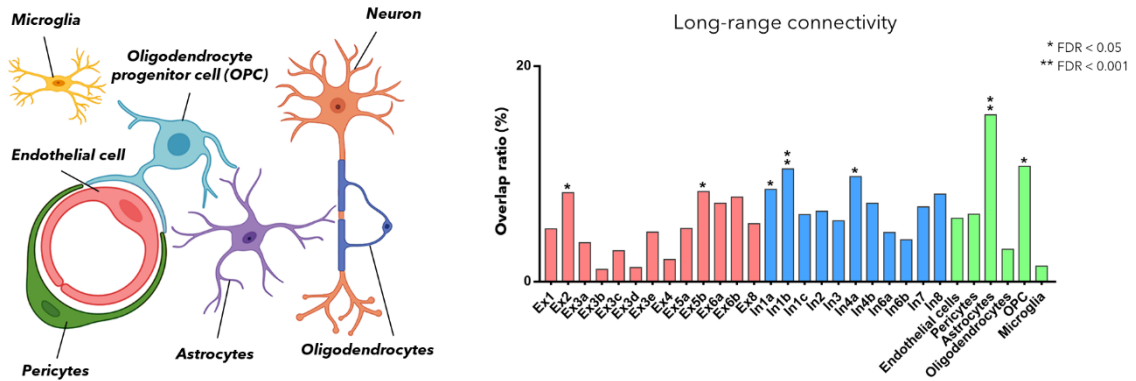 Microglia
Oligodendrocyte
progenitor cell (OPC)
Neuron
Endothelial cell
Pericytes
Astrocytes
Oligodendrocytes
Long-range connectivity
* FDR < 0.05
** FDR < 0.001
Overlap ratio (%)
20
0
*
*
*
**
*
**
*
Ex1
Ex2
Ex3a
Ex3b
Ex3c
Ex3d
Ex3e
Ex4
Ex5a
Ex5b
Ex6a
Ex6b
Ex8
In1a
In1b
In1c
In2
In3
In4a
In4b
In6a
In6b
In7
In8
Endothelial cells
Pericytes
Astrocytes
Oligodendrocytes
OPC
Microglia